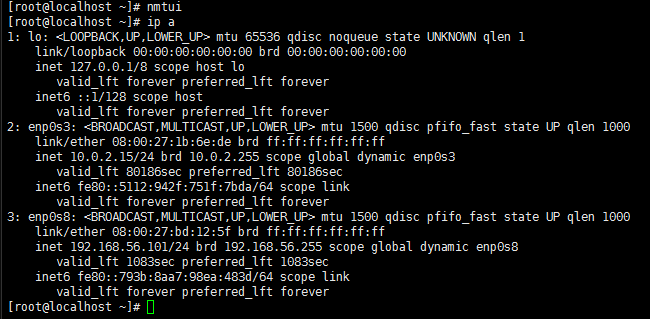 [root@localhost ~]# nmtui
[root@localhost ~]# ip a
1: lo: <LOOPBACK,UP,LOWER_UP> mtu 65536 qdisc noqueue state UNKNOWN qlen 1
    link/loopback 00:00:00:00:00:00 brd 00:00:00:00:00:00
    inet 127.0.0.1/8 scope host lo
       valid_lft forever preferred_lft forever
    inet6 ::1/128 scope host
       valid_lft forever preferred_lft forever
2: enp0s3: <BROADCAST,MULTICAST,UP,LOWER_UP> mtu 1500 qdisc pfifo_fast state UP qlen 1000
    link/ether 08:00:27:1b:6e:de brd ff:ff:ff:ff:ff:ff
    inet 10.0.2.15/24 brd 10.0.2.255 scope global dynamic enp0s3
       valid_lft 80186sec preferred_lft 80186sec
    inet6 fe80::5112:942f:751f:7bda/64 scope link
       valid_lft forever preferred_lft forever
3: enp0s8: <BROADCAST,MULTICAST,UP,LOWER_UP> mtu 1500 qdisc pfifo_fast state UP qlen 1000
    link/ether 08:00:27:bd:12:5f brd ff:ff:ff:ff:ff:ff
    inet 192.168.56.101/24 brd 192.168.56.255 scope global dynamic enp0s8
       valid_lft 1083sec preferred_lft 1083sec
    inet6 fe80::793b:8aa7:98ea:483d/64 scope link
       valid_lft forever preferred_lft forever
[root@localhost ~]#